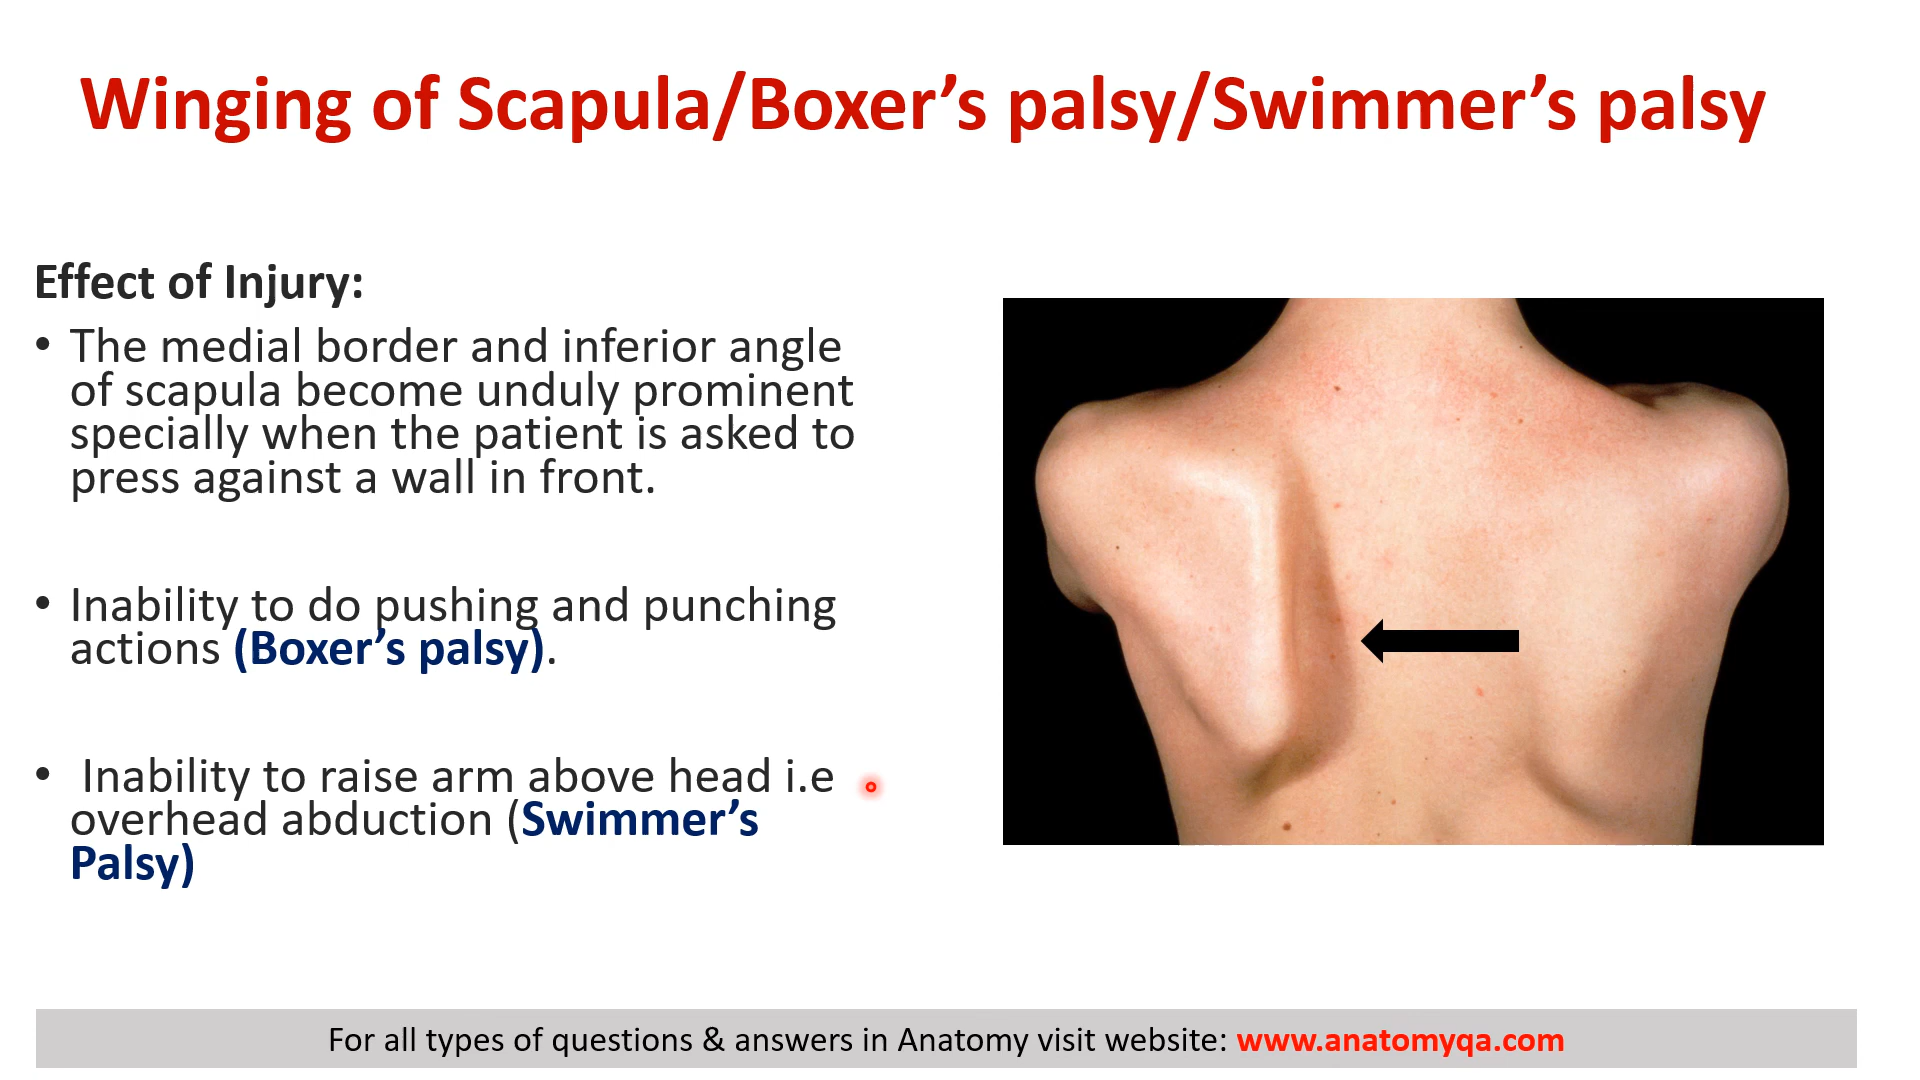 Winging of Scapula/Boxer’s palsy/Swimmer’s palsy
Effect of Injury:
• The medial border and inferior angle
of scapula become unduly prominent
specially when the patient is asked to
press against a wall in front.
• Inability to do pushing and punching
actions (Boxer’s palsy).
• Inability to raise arm above head i.e
overhead abduction (Swimmer’s
Palsy)
For all types of questions & answers in Anatomy visit website: www.anatomyqa.com